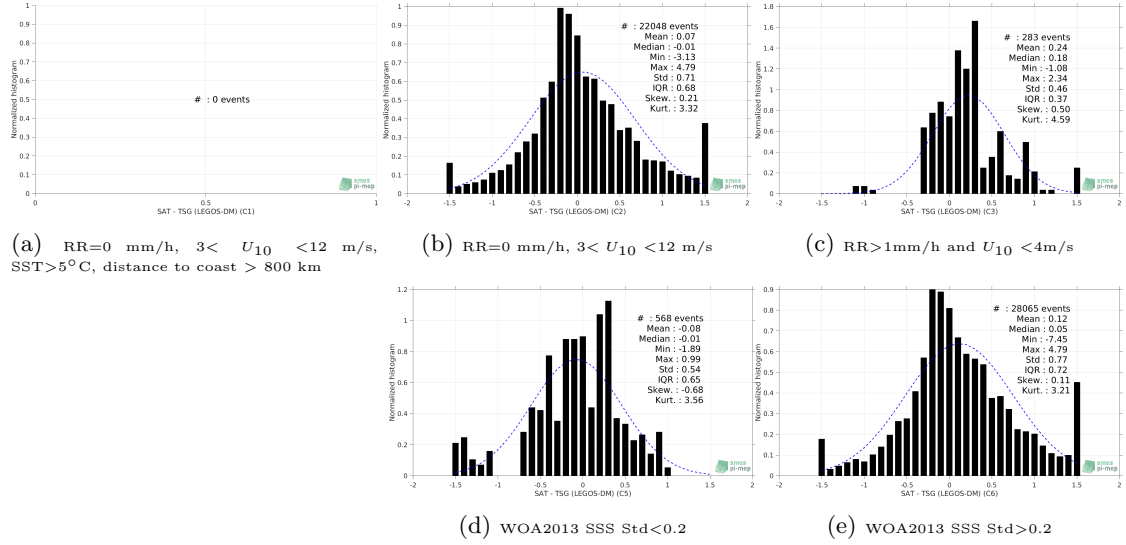 1
0.9
0.8
0.7
0.6
0.5
0.4
0.3
0.2
0.1
0
Normalized histogram
# : 0 events
smos
pi-mep
0 0.5 1
SAT - TSG (LEGOS-DM) (C1)
(a) RR=0 mm/h, 3< U10 <12 m/s,
SST>5°C, distance to coast > 800 km
1
0.9
0.8
0.7
0.6
0.5
0.4
0.3
0.2
0.1
0
Normalized histogram
# : 22048 events
Mean : 0.07
Median : -0.01
Min : -3.13
Max : 4.79
Std : 0.71
IQR : 0.68
Skew. : 0.21
Kurt. : 3.32
smos
pi-mep
-2 -1.5 -1 -0.5 0 0.5 1 1.5 2
SAT - TSG (LEGOS-DM) (C2)
(b) RR=0 mm/h, 3< U10 <12 m/s
1.8
1.6
1.4
1.2
1
0.8
0.6
0.4
0.2
0
Normalized histogram
# : 283 events
Mean : 0.24
Median : 0.18
Min : -1.08
Max : 2.34
Std : 0.46
IQR : 0.37
Skew. : 0.50
Kurt. : 4.59
smos
pi-mep
-2 -1.5 -1 -0.5 0 0.5 1 1.5 2
SAT - TSG (LEGOS-DM) (C3)
(c) RR>1mm/h and U10 <4m/s
1.2
1
0.8
0.6
0.4
0.2
0
Normalized histogram
# : 568 events
Mean : -0.08
Median : -0.01
Min : -1.89
Max : 0.99
Std : 0.54
IQR : 0.65
Skew. : -0.68
Kurt. : 3.56
smos
pi-mep
-2 -1.5 -1 -0.5 0 0.5 1 1.5 2
SAT - TSG (LEGOS-DM) (C5)
(d) WOA2013 SSS Std<0.2
0.9
0.8
0.7
0.6
0.5
0.4
0.3
0.2
0.1
0
Normalized histogram
# : 28065 events
Mean : 0.12
Median : 0.05
Min : -7.45
Max : 4.79
Std : 0.77
IQR : 0.72
Skew. : 0.11
Kurt. : 3.21
smos
pi-mep
-2 -1.5 -1 -0.5 0 0.5 1 1.5 2
SAT - TSG (LEGOS-DM) (C6)
(e) WOA2013 SSS Std>0.2